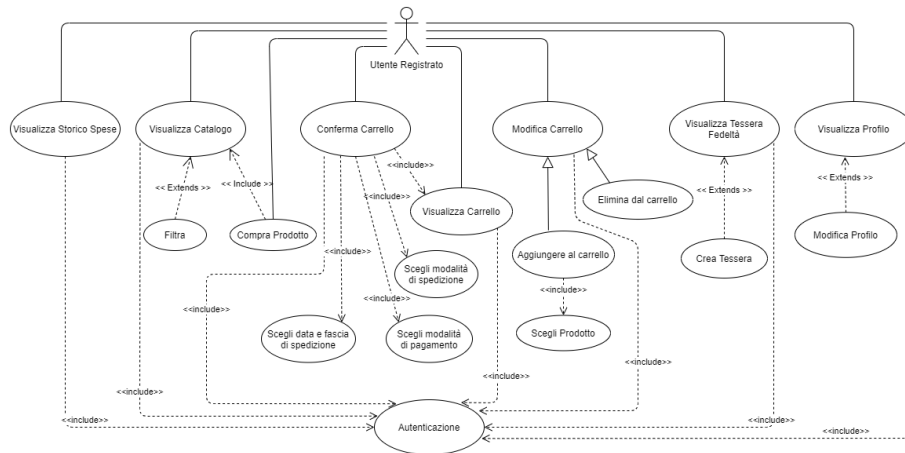 Utente Registrato
Visualizza Storico Spese
Visualizza Catalogo
Conferma Carrello
Modifica Carrello
Visualizza Tessera
Fedeltà
Visualizza Profilo
<<include>>
<< Extends >>
<< Include >>
<< Extends >>
<< Extends >>
Elimina dal carrello
Visualizza Carrello
Filtra
Compra Prodotto
<<include>>
Aggiungere al carrello
Crea Tessera
Modifica Profilo
<<include>>
Scegli modalità
di spedizione
<<include>>
<<include>>
<<include>>
<<include>>
Scegli data e fascia
di spedizione
Scegli modalità
di pagamento
Scegli Prodotto
<<include>>
<<include>>
<<include>>
<<include>>
<<include>>
<<include>>
Autenticazione